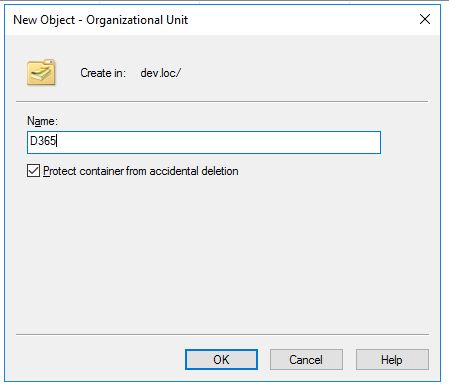 New Object - Organizational Unit
Create in: dev.loc/
Name:
D365
Protect container from accidental deletion
OK Cancel Help